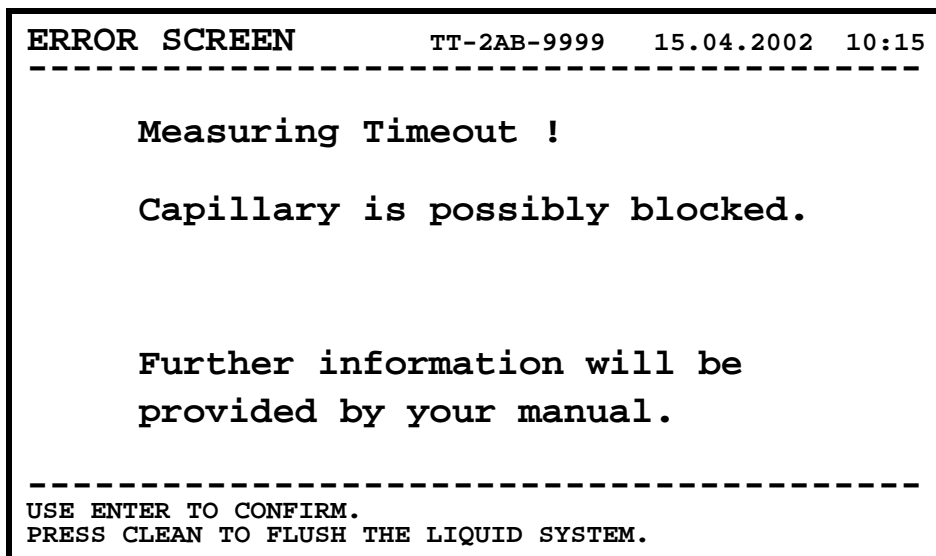 ERROR SCREEN TT-2AB-9999 15.04.2002 10:15
----------------------------------------
Measuring Timeout !
Capillary is possibly blocked.
Further information will be
provided by your manual.
----------------------------------------
USE ENTER TO CONFIRM.
PRESS CLEAN TO FLUSH THE LIQUID SYSTEM.